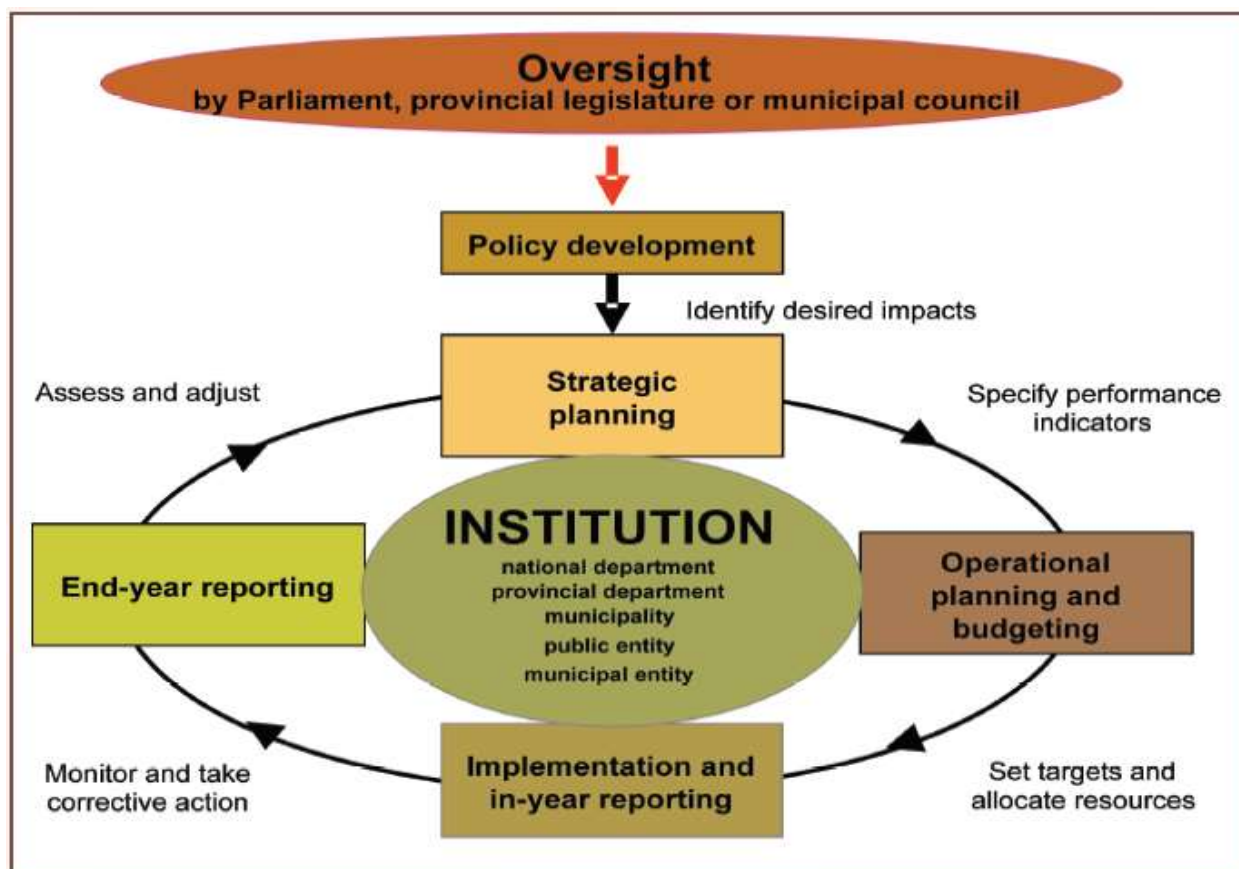 Oversight
by Parliament, provincial legislature or municipal council
Policy development
Identify desired impacts
Strategic
planning
Assess and adjust
Specify performance
indicators
INSTITUTION
national department
provincial department
municipality
public entity
municipal entity
End-year reporting
Operational
planning and
budgeting
Implementation and
in-year reporting
Monitor and take
corrective action
Set targets and
allocate resources